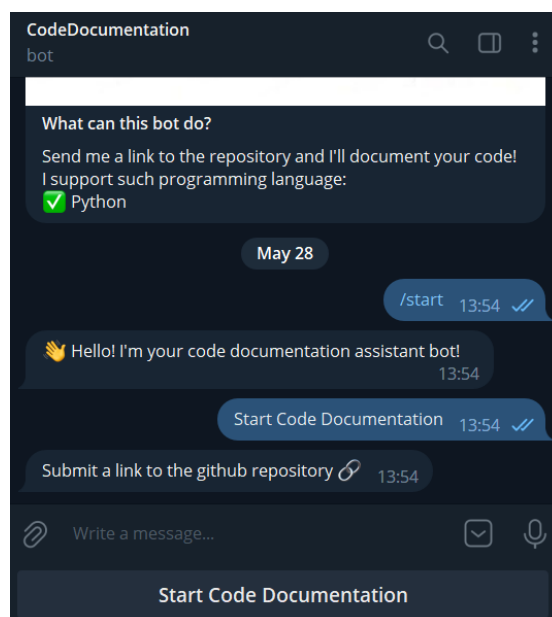 CodeDocumentation
bot
What can this bot do?
Send me a link to the repository and I'll document your code!
I support such programming language:
✅ Python
May 28
/start 13:54
👋 Hello! I'm your code documentation assistant bot!
13:54
Start Code Documentation 13:54
Submit a link to the github repository 🔗 13:54
Write a message...
Start Code Documentation